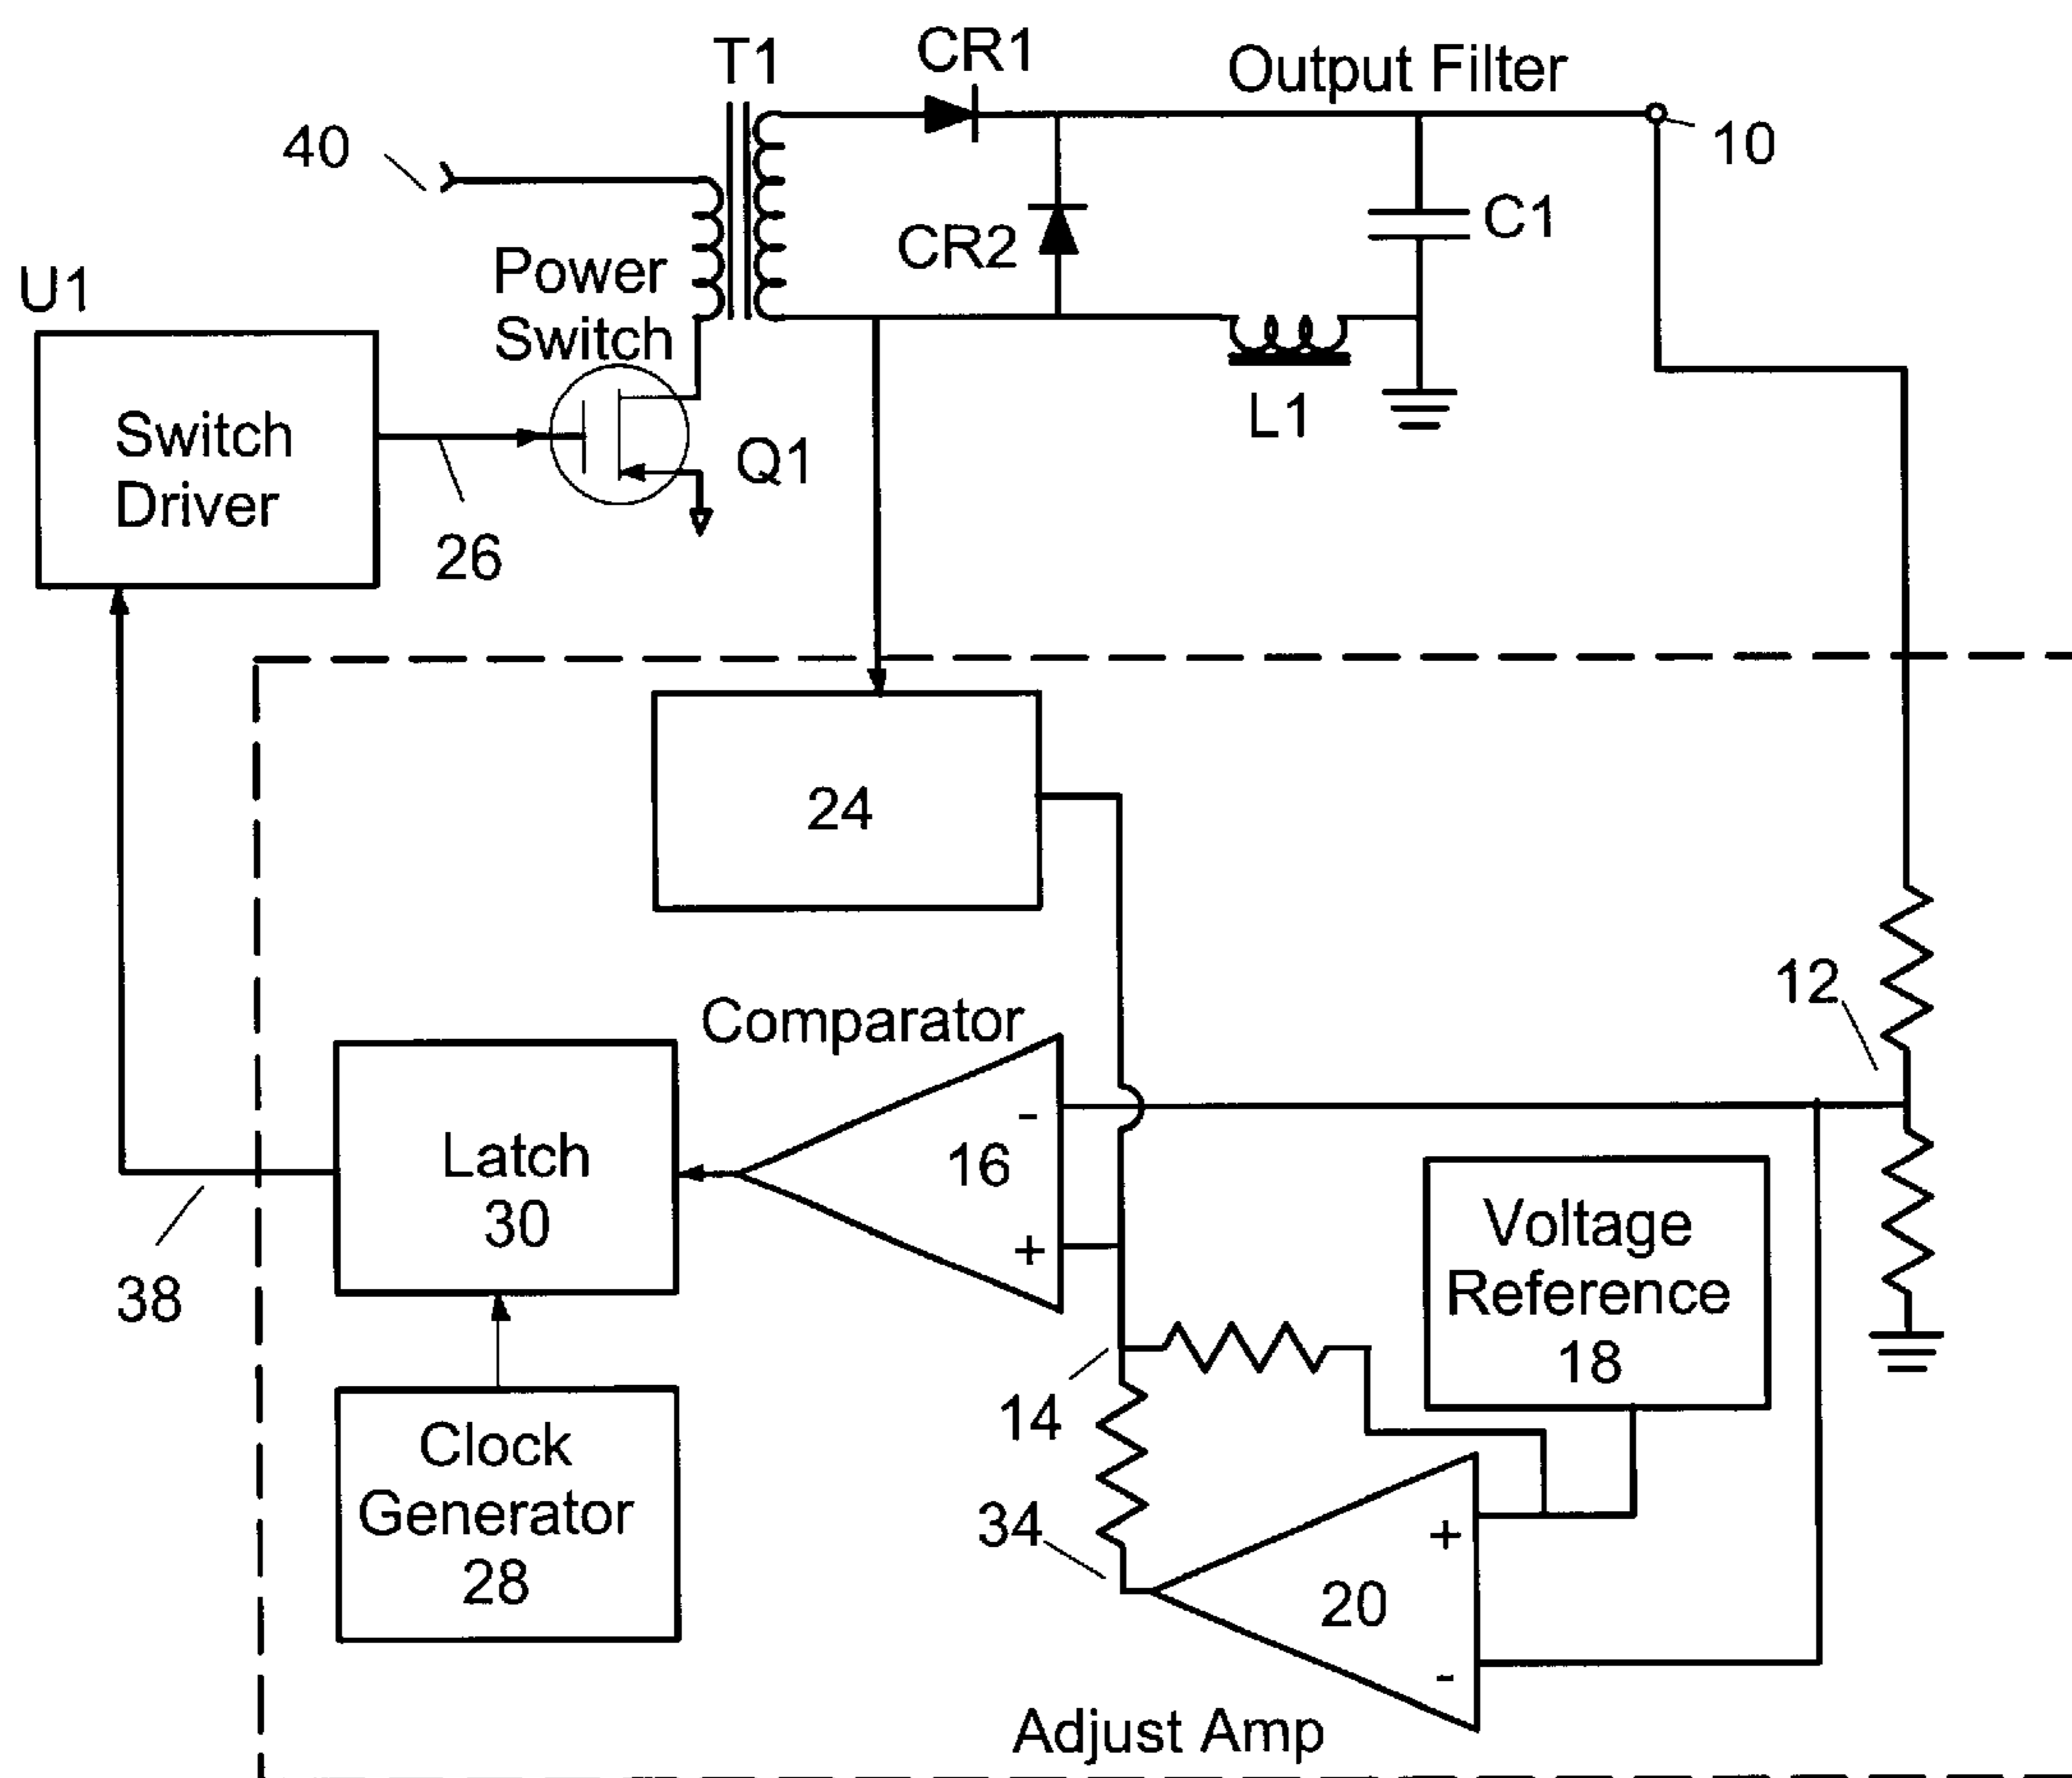 T1
CR1
Output Filter
40
10
CR2
C1
Power
Switch
U1
L1
Switch
Driver
Q1
26
24
12
Comparator
-
16
+
Latch
30
Voltage
Reference
18
38
14
Clock
Generator
28
34
+
20
-
Adjust Amp